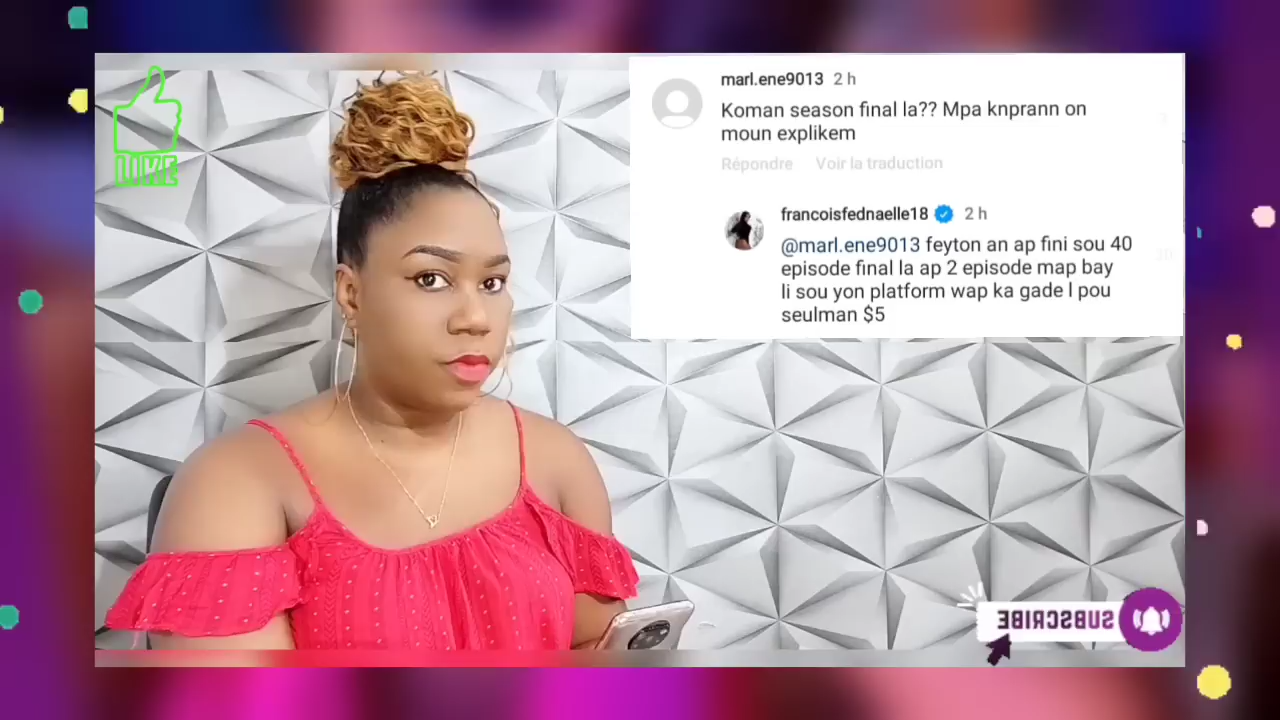 LIKE
marl.ene9013 2 h
Koman season final la?? Mpa knprann on
moun explikem
Répondre Voir la traduction
francoisfednaelle18 2 h
@marl.ene9013 feyton an ap fini sou 40
episode final la ap 2 episode map bay
li sou yon platform wap ka gade l pou
seulman $5
SUBSCRIBE